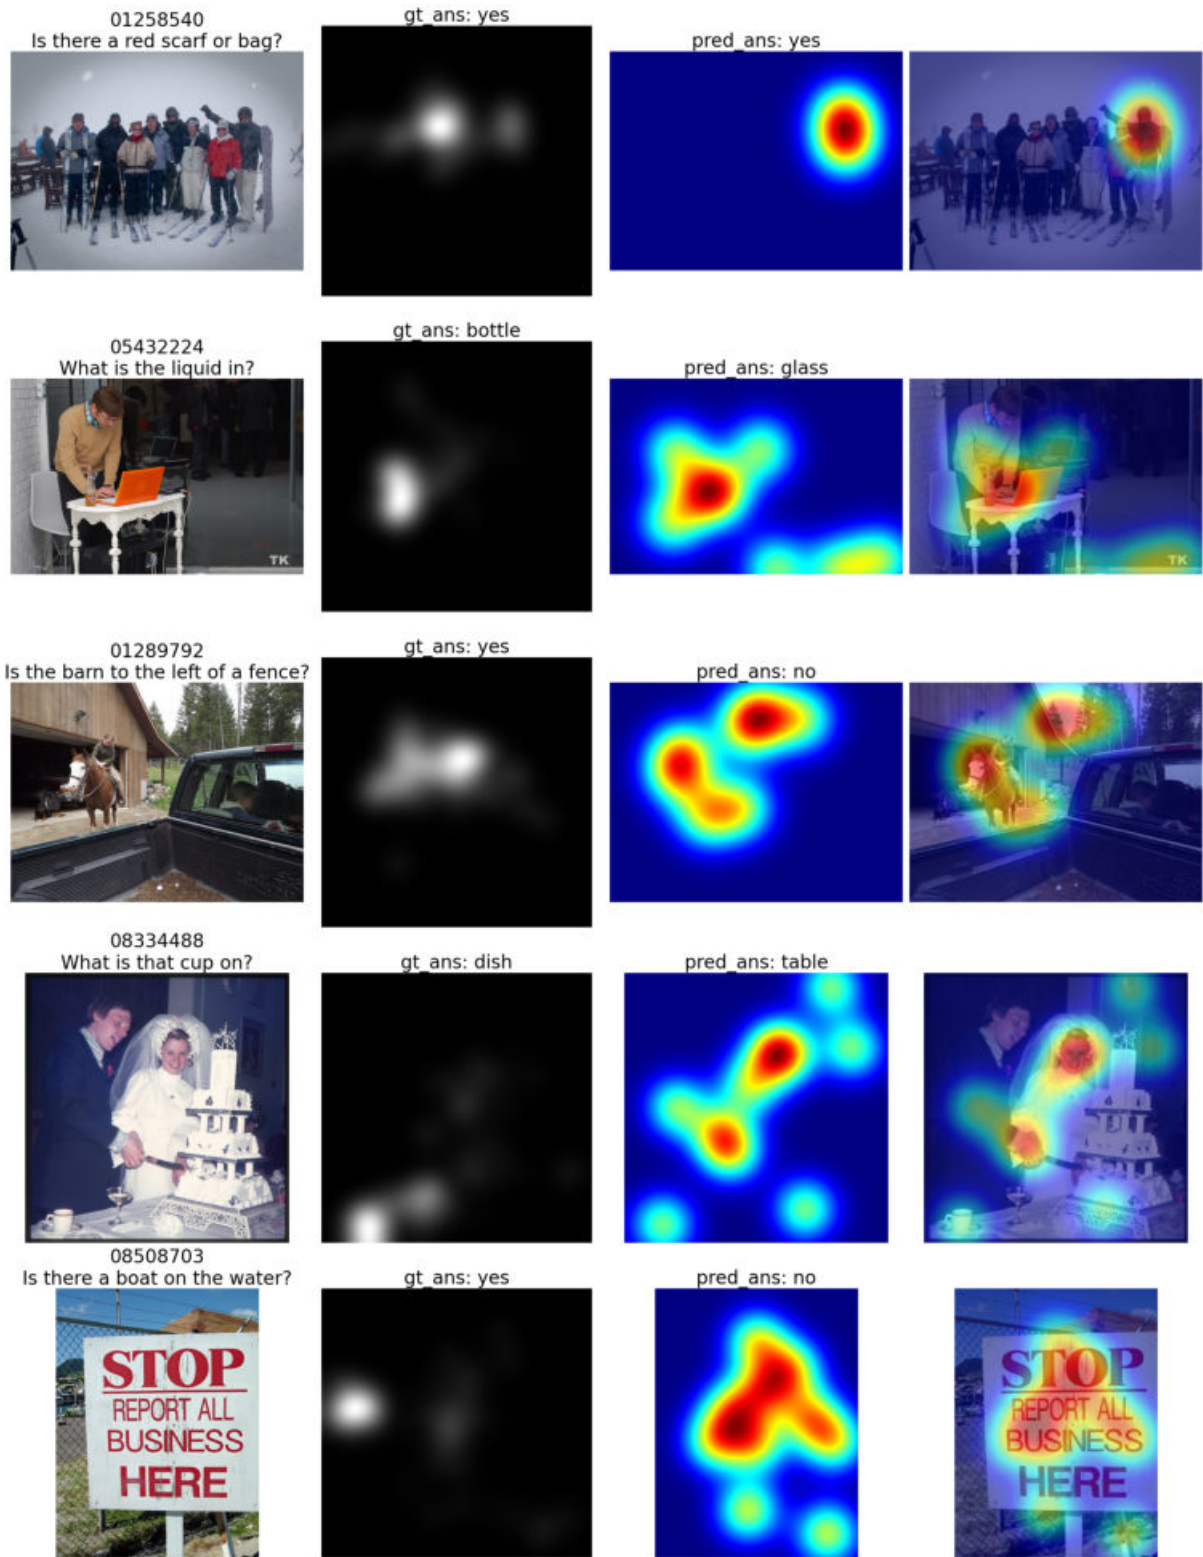 01258540
Is there a red scarf or bag?
gt_ans: yes
pred_ans: yes
05432224
What is the liquid in?
gt_ans: bottle
pred_ans: glass
TK
TK
01289792
Is the barn to the left of a fence?
gt_ans: yes
pred_ans: no
08334488
What is that cup on?
gt_ans: dish
pred_ans: table
08508703
Is there a boat on the water?
gt_ans: yes
pred_ans: no
STOP
REPORT ALL
BUSINESS
HERE
STOP
REPORT ALL
BUSINESS
HERE